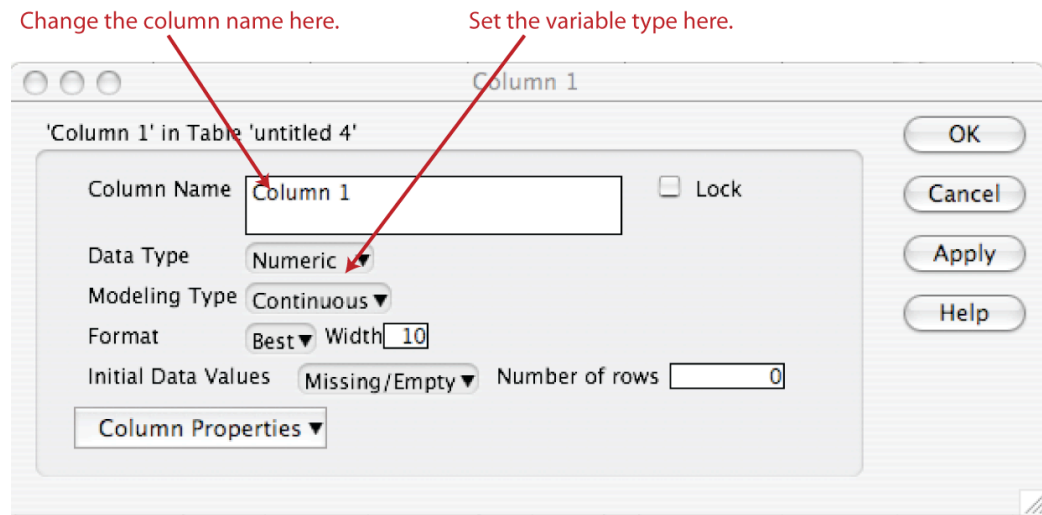 Change the column name here. Set the variable type here.
Column 1
'Column 1' in Table 'untitled 4'
OK
Column Name Column 1 Lock
Cancel
Data Type Numeric
Apply
Modeling Type Continuous
Format Best Width 10
Help
Initial Data Values Missing/Empty Number of rows 0
Column Properties